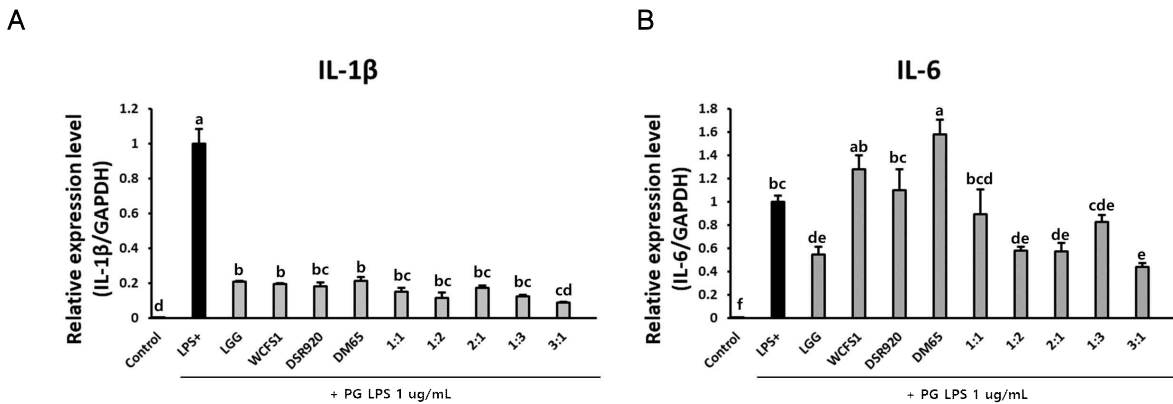 A
IL-1β
Relative expression level
(IL-1β/GAPDH)
1.2
1
0.8
0.6
0.4
0.2
0
d
a
b
b
bc
b
bc
bc
bc
bc
cd
Control
LPS+
LGG
WCFS1
DSR920
DM65
1:1
1:2
2:1
1:3
3:1
+ PG LPS 1 ug/mL
B
IL-6
Relative expression level
(IL-6/GAPDH)
1.8
1.6
1.4
1.2
1
0.8
0.6
0.4
0.2
0
f
bc
de
ab
bc
a
bcd
de
de
cde
e
Control
LPS+
LGG
WCFS1
DSR920
DM65
1:1
1:2
2:1
1:3
3:1
+ PG LPS 1 ug/mL